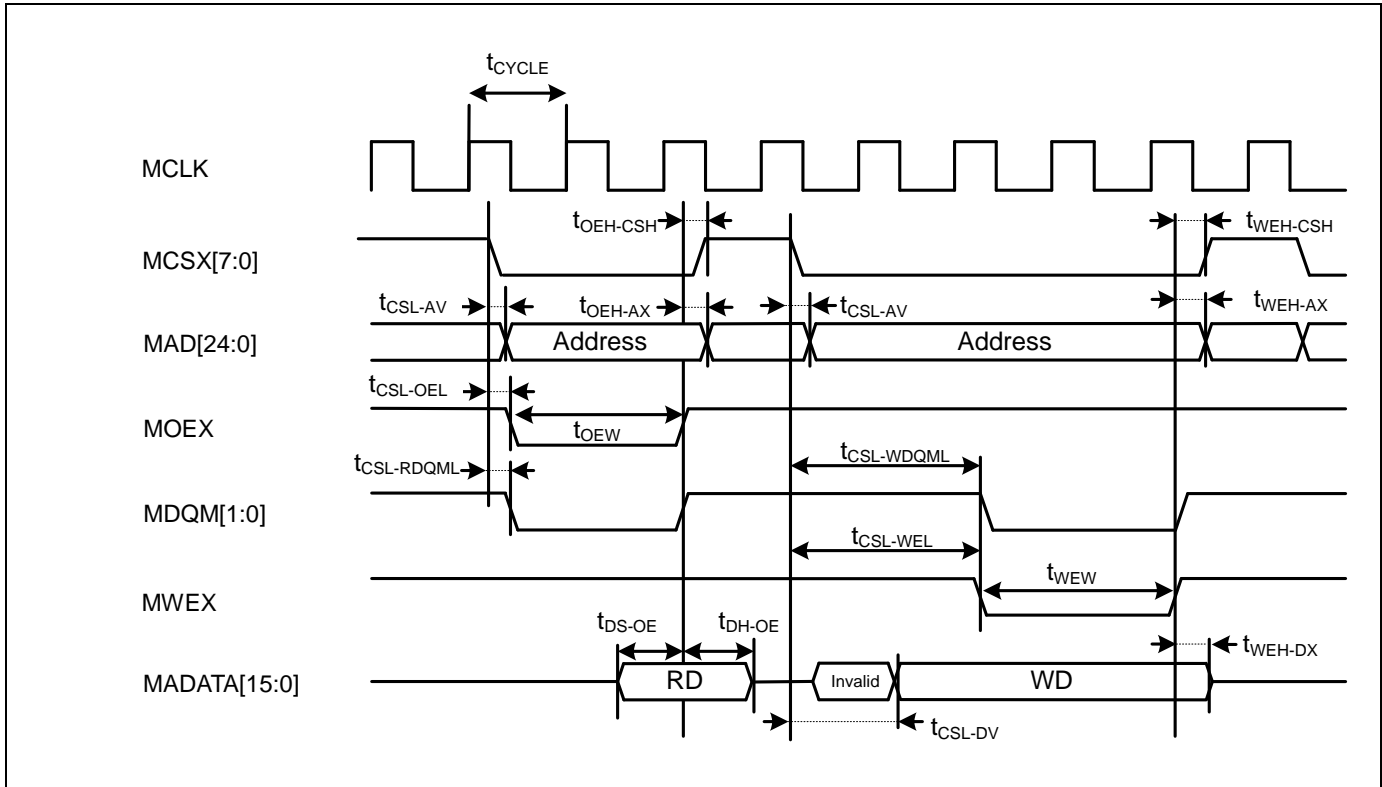 tCYCLE
MCLK
tOEH-CSH
tWEH-CSH
MCSX[7:0]
tCSL-AV
tOEH-AX
tCSL-AV
tWEH-AX
MAD[24:0]
Address
Address
tCSL-OEL
MOEX
tOEW
tCSL-WDQML
tCSL-RDQML
MDQM[1:0]
tCSL-WEL
tWEW
MWEX
tDS-OE
tDH-OE
tWEH-DX
MADATA[15:0]
RD
Invalid
WD
tCSL-DV